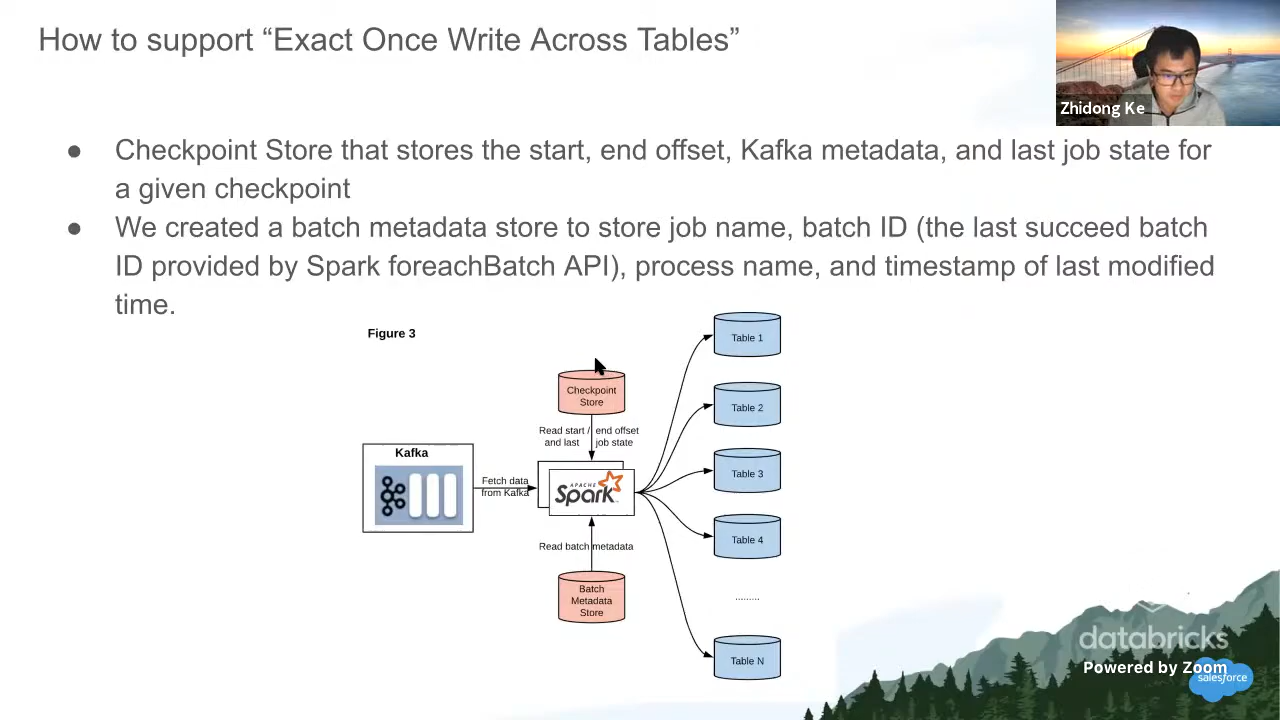 How to support “Exact Once Write Across Tables”
Zhidong Ke
● Checkpoint Store that stores the start, end offset, Kafka metadata, and last job state for
a given checkpoint
● We created a batch metadata store to store job name, batch ID (the last succeed batch
ID provided by Spark foreachBatch API), process name, and timestamp of last modified
time.
Figure 3
Table 1
Checkpoint
Store
Table 2
Read start / end offset
and last job state
Kafka
Table 3
Fetch data
from Kafka
APACHE
Spark™
Table 4
Read batch metadata
Batch
Metadata
Store
.........
Table N
databricks
Powered by Zoom
salesforce